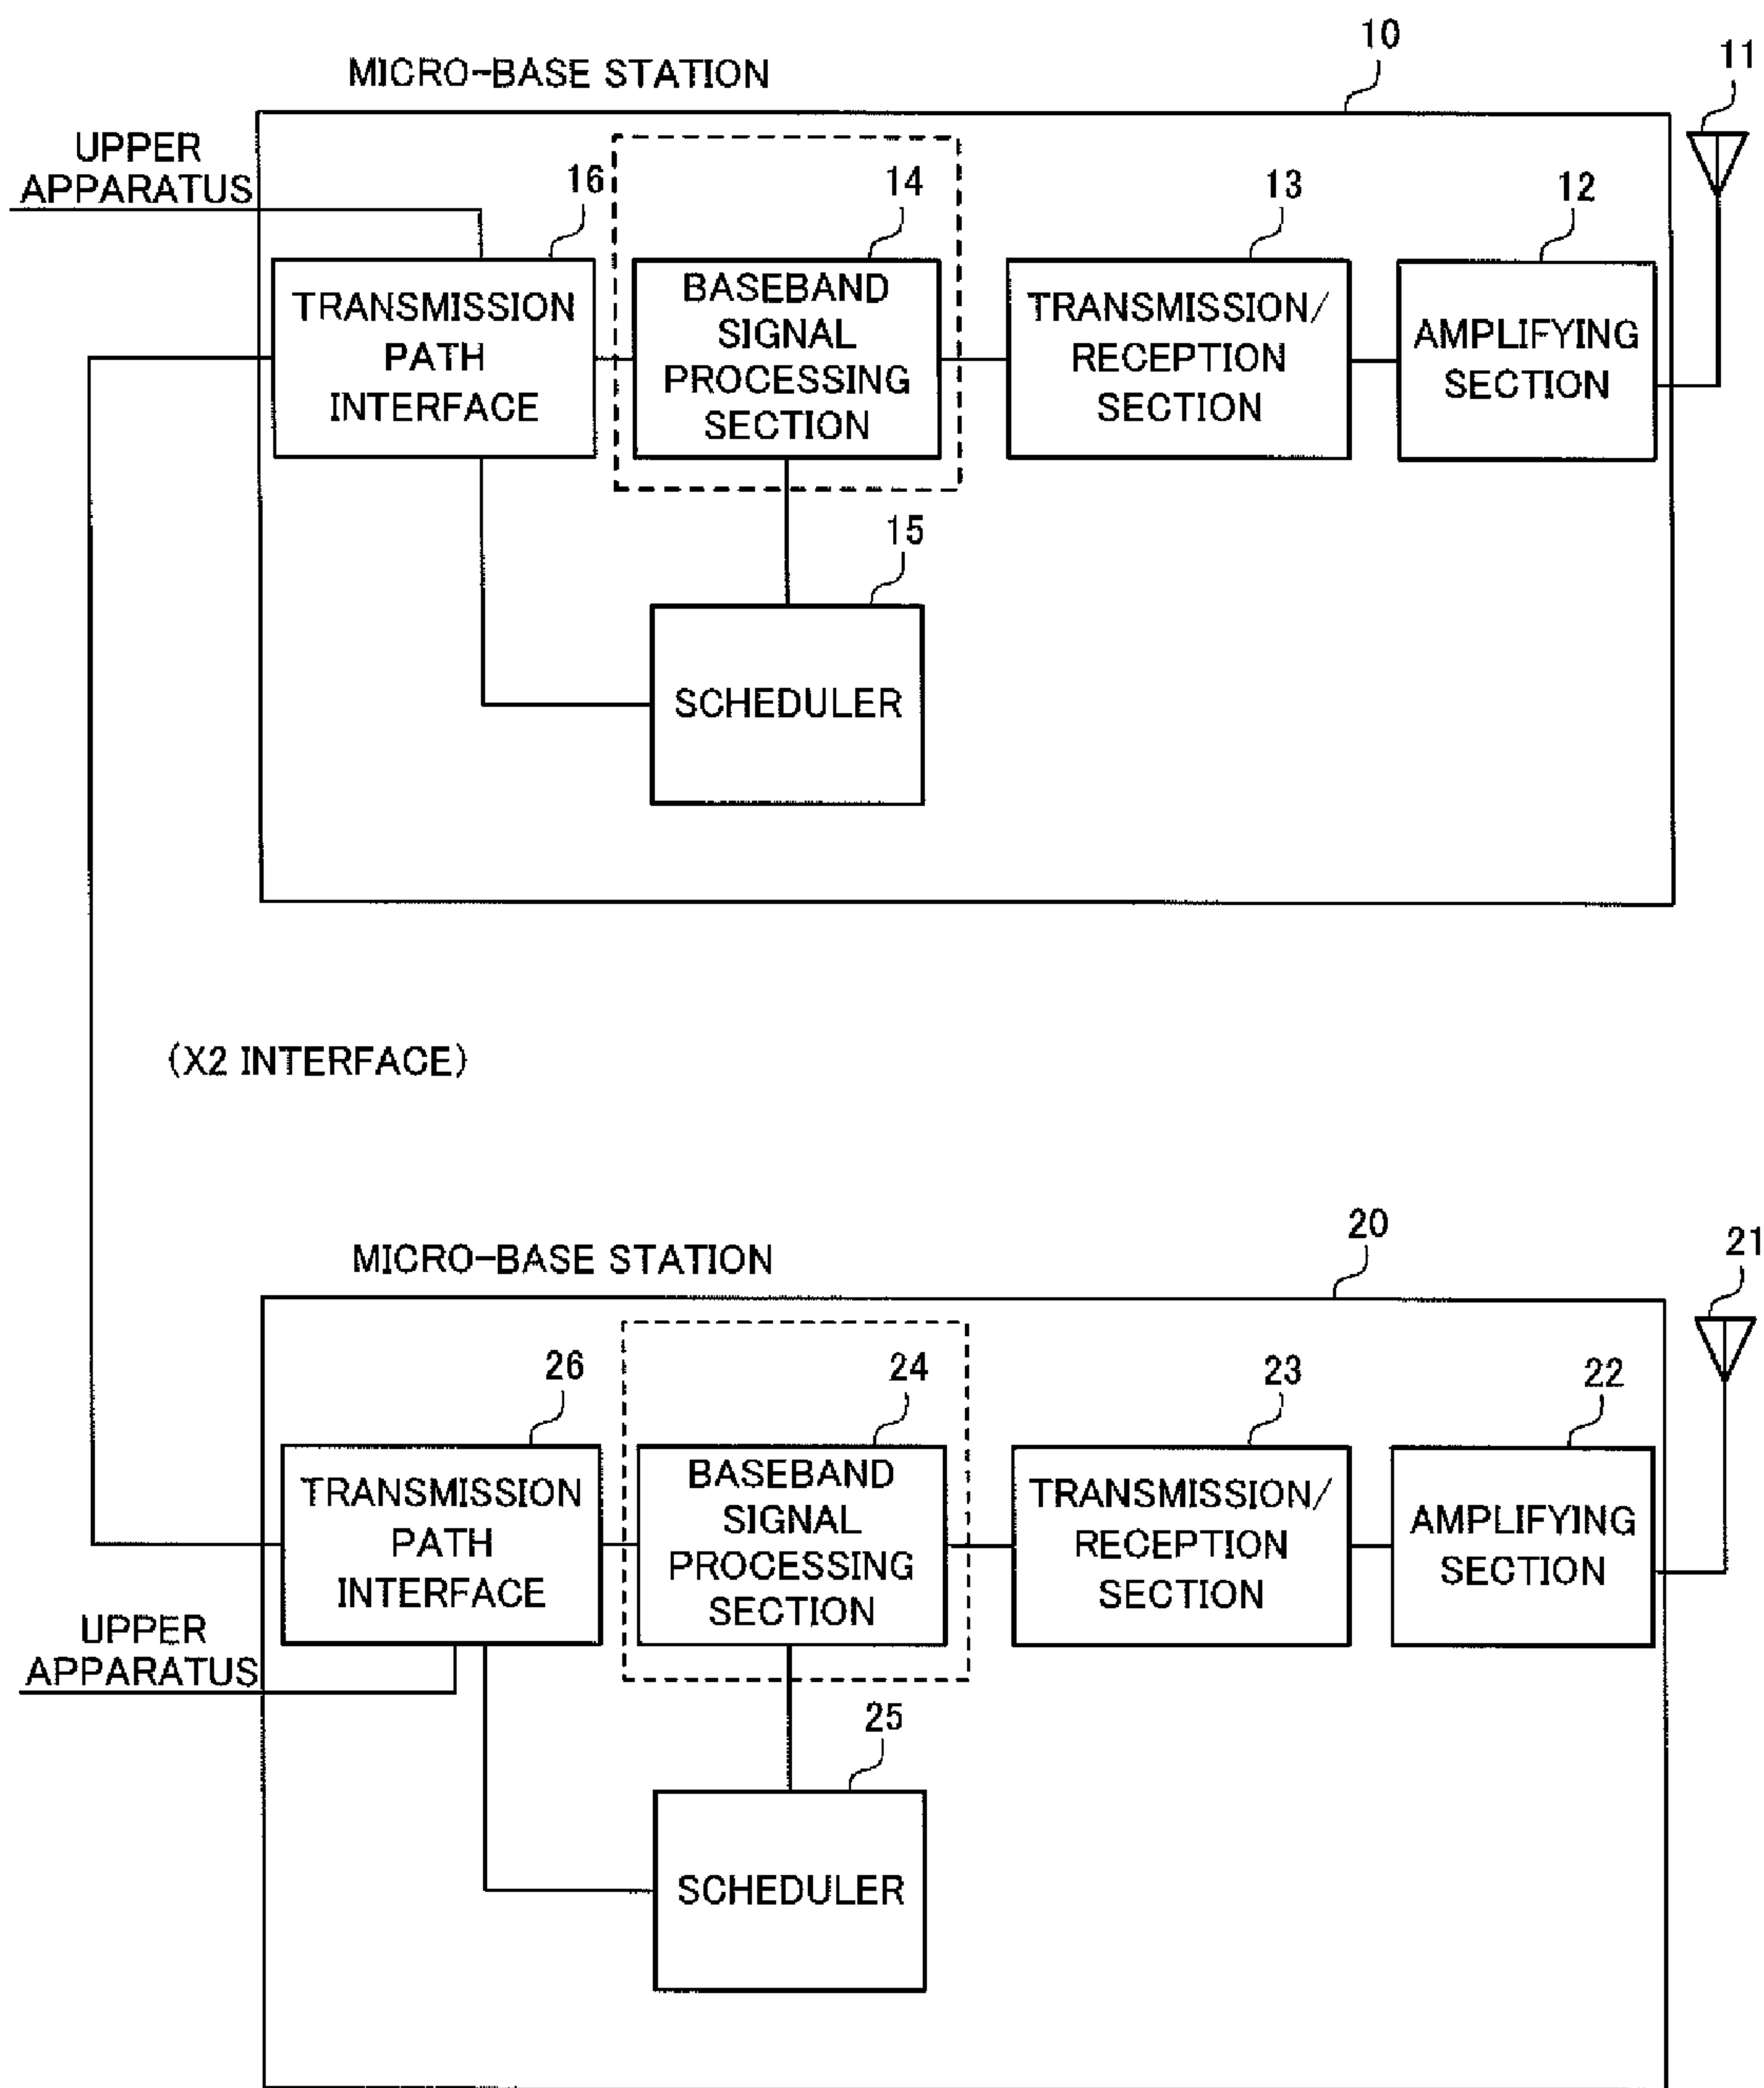 10
11
MICRO-BASE STATION
UPPER
APPARATUS
16
14
13
12
TRANSMISSION
PATH
INTERFACE
BASEBAND
SIGNAL
PROCESSING
SECTION
TRANSMISSION/
RECEPTION
SECTION
AMPLIFYING
SECTION
15
SCHEDULER
(X2 INTERFACE)
20
21
MICRO-BASE STATION
26
24
23
22
TRANSMISSION
PATH
INTERFACE
BASEBAND
SIGNAL
PROCESSING
SECTION
TRANSMISSION/
RECEPTION
SECTION
AMPLIFYING
SECTION
UPPER
APPARATUS
25
SCHEDULER